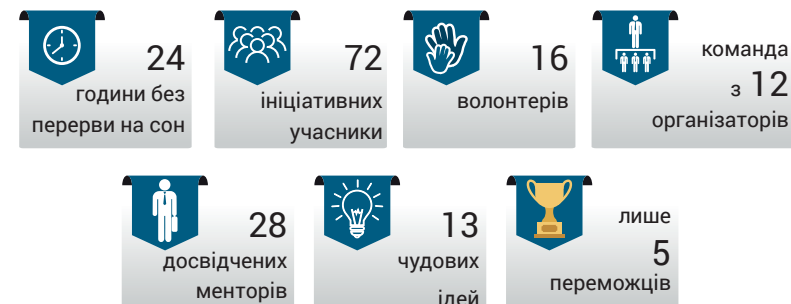 24
години без
перерви на сон
72
ініціативних
учасники
16
волонтерів
команда
з 12
організаторів
28
досвідчених
менторів
13
чудових
ідей
лише
5
переможців